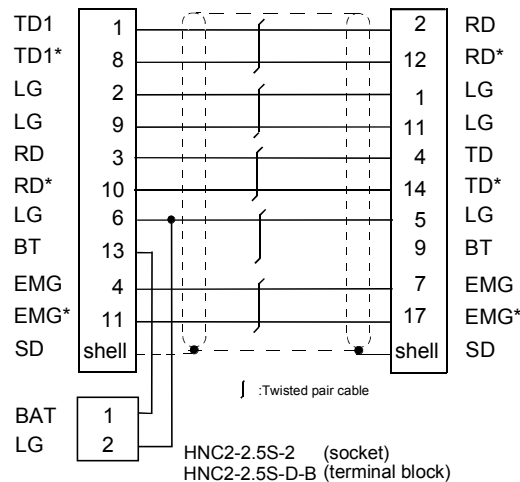 TD1 1 2 RD
TD1* 8 12 RD*
LG 2 1 LG
LG 9 11 LG
RD 3 4 TD
RD* 10 14 TD*
LG 6 5 LG
BT 13 9 BT
EMG 4 7 EMG
EMG* 11 17 EMG*
SD shell shell SD
:Twisted pair cable
BAT 1
LG 2
HNC2-2.5S-2 (socket)
HNC2-2.5S-D-B (terminal block)